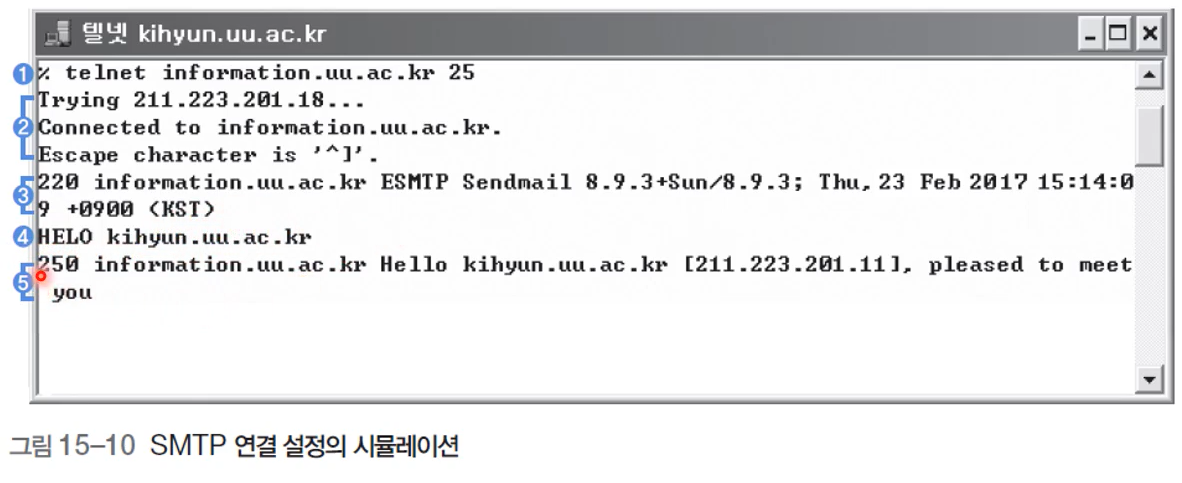 텔넷 kihyun.uu.ac.kr
1 % telnet information.uu.ac.kr 25
Trying 211.223.201.18...
2 Connected to information.uu.ac.kr.
Escape character is '^]'.
3 220 information.uu.ac.kr ESMTP Sendmail 8.9.3+Sun/8.9.3; Thu, 23 Feb 2017 15:14:0
9 +0900 (KST)
4 HELO kihyun.uu.ac.kr
5 250 information.uu.ac.kr Hello kihyun.uu.ac.kr [211.223.201.11], pleased to meet
you
그림 15-10 SMTP 연결 설정의 시뮬레이션